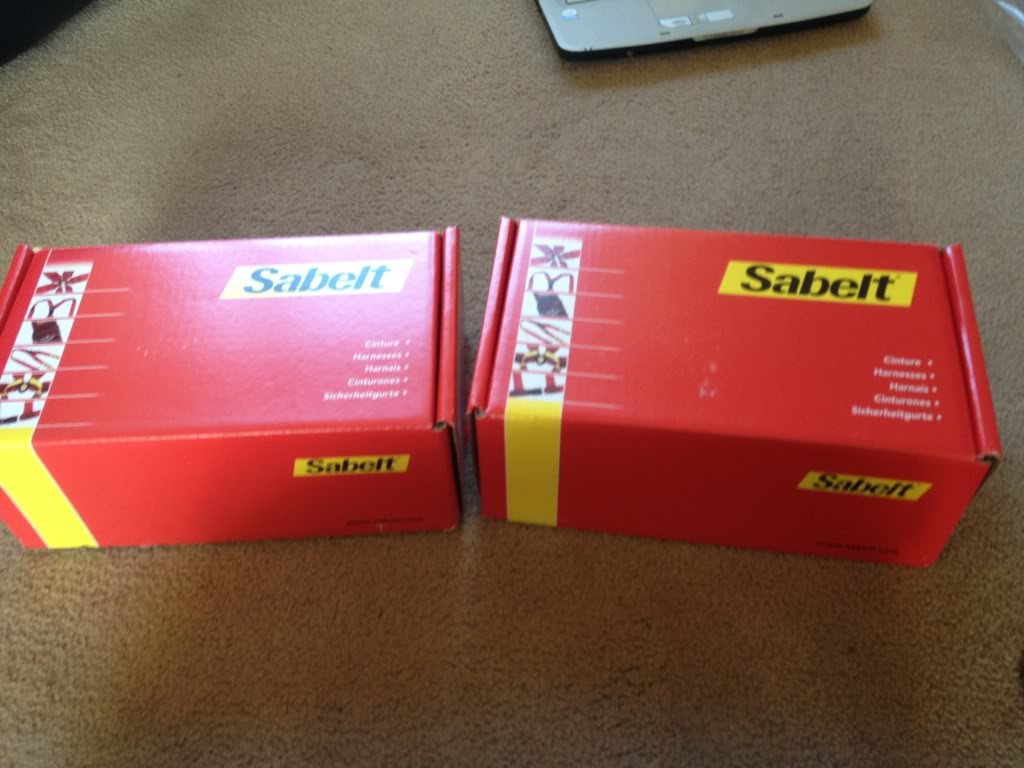 Sabelt
Cinture •
Harnesses •
Harnais •
Cinturones •
Sicherheitgurte •
Sabelt
Sabelt
Cinture •
Harnesses •
Harnais •
Cinturones •
Sicherheitgurte •
Sabelt